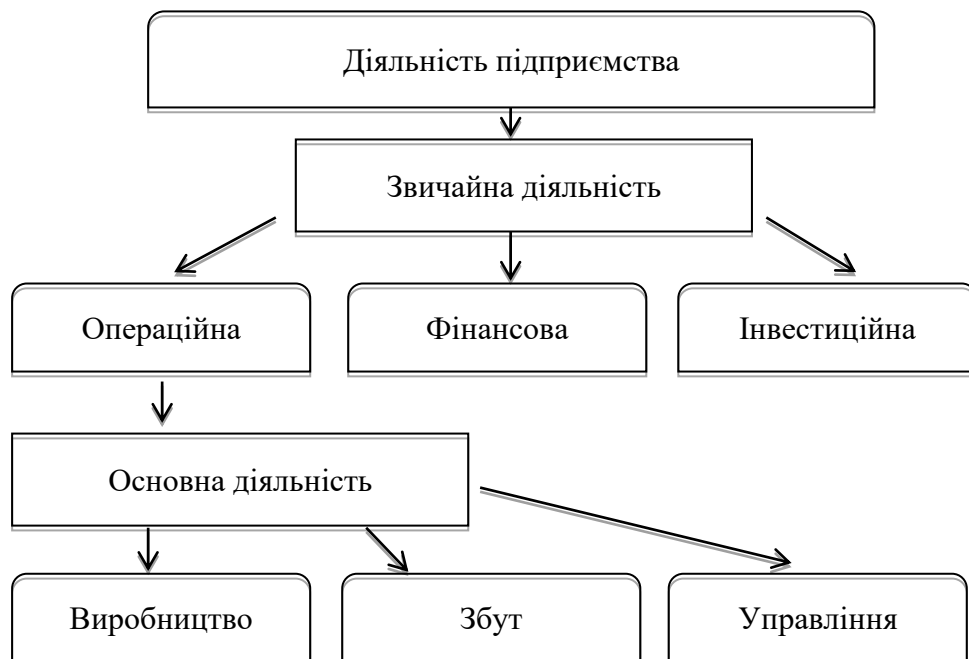 Діяльність підприємства
Звичайна діяльність
Операційна
Фінансова
Інвестиційна
Основна діяльність
Виробництво
Збут
Управління